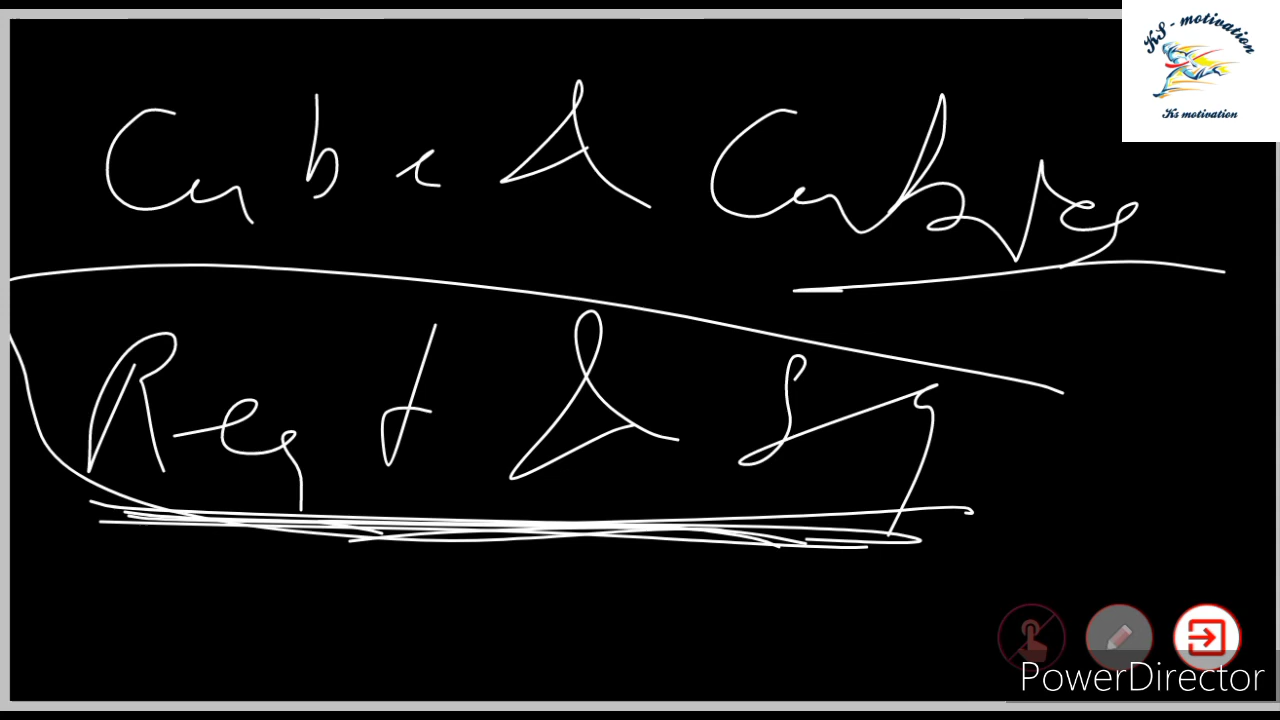 KS - motivation
Ks motivation
Cube & Cubes
Rect & Sq
PowerDirector